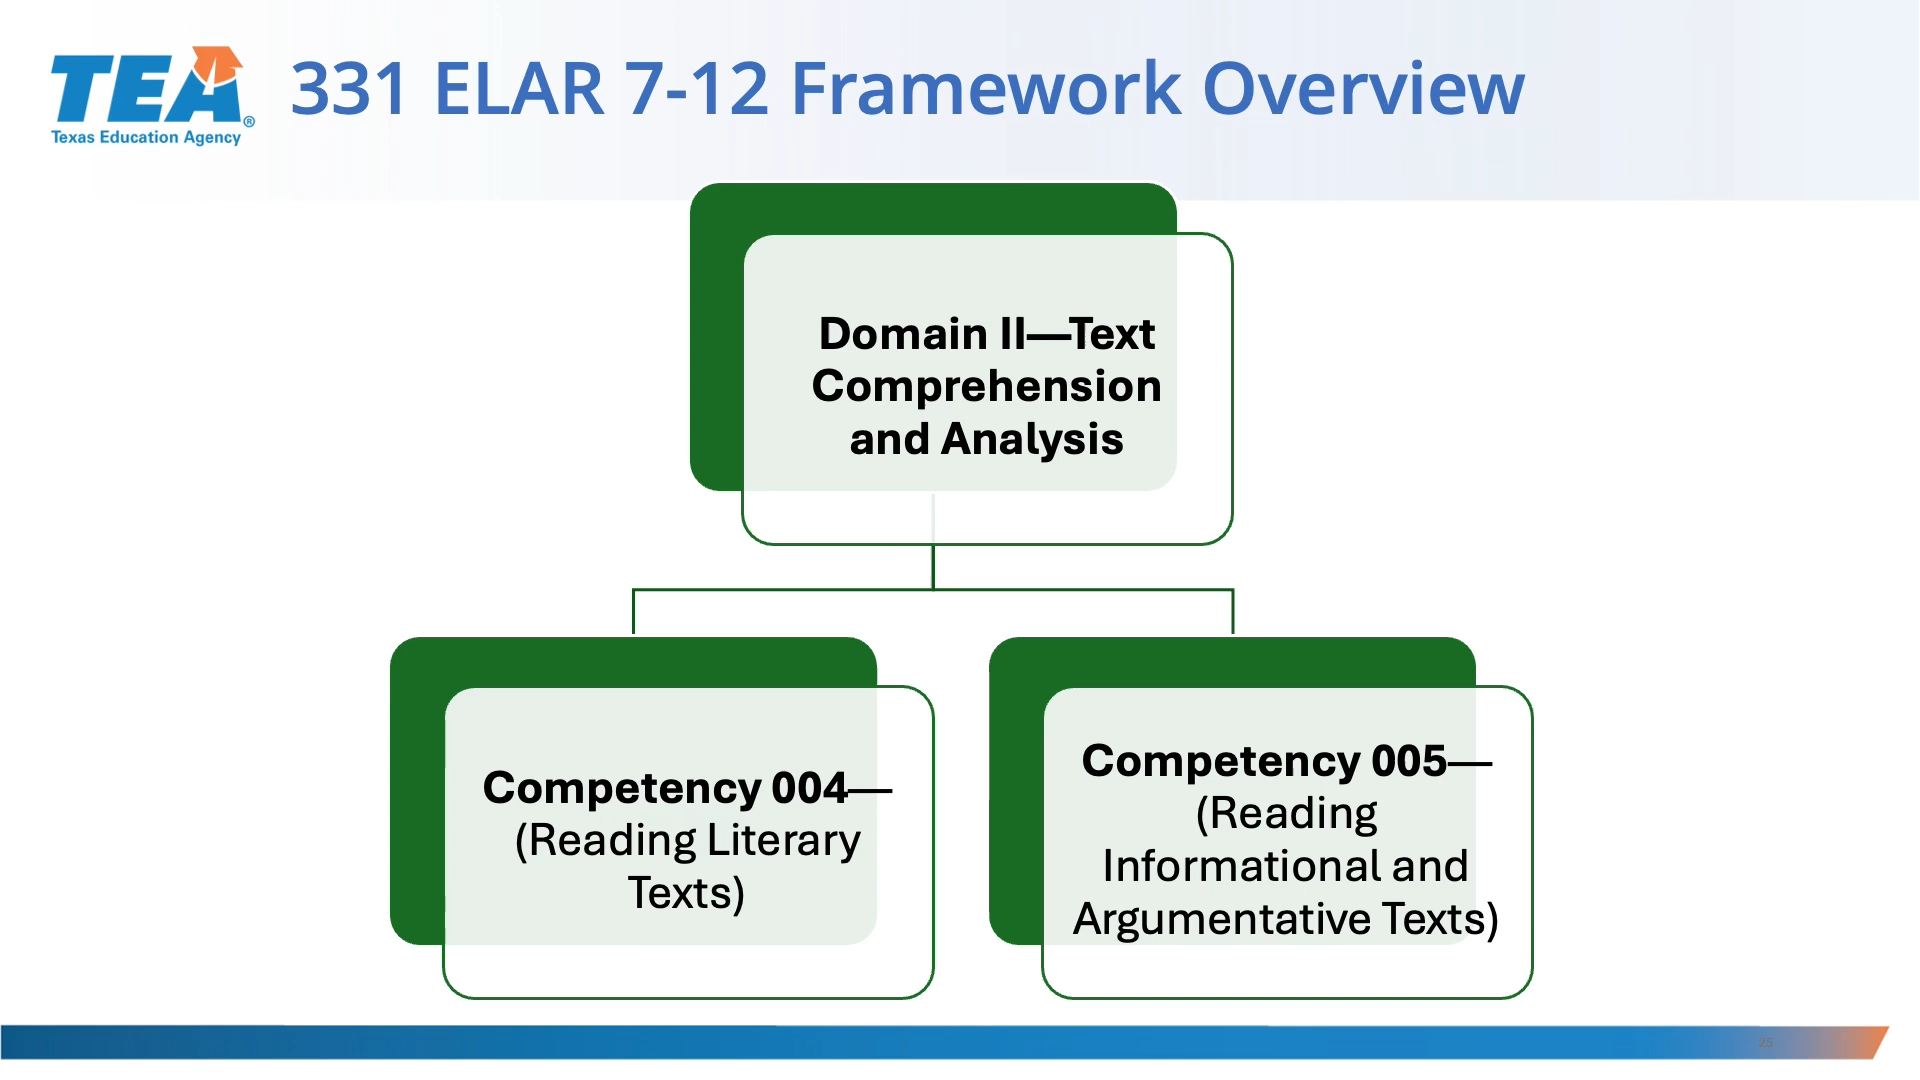 TEA®
Texas Education Agency
331 ELAR 7-12 Framework Overview
Domain II—Text
Comprehension
and Analysis
Competency 004—
(Reading Literary
Texts)
Competency 005—
(Reading
Informational and
Argumentative Texts)
25